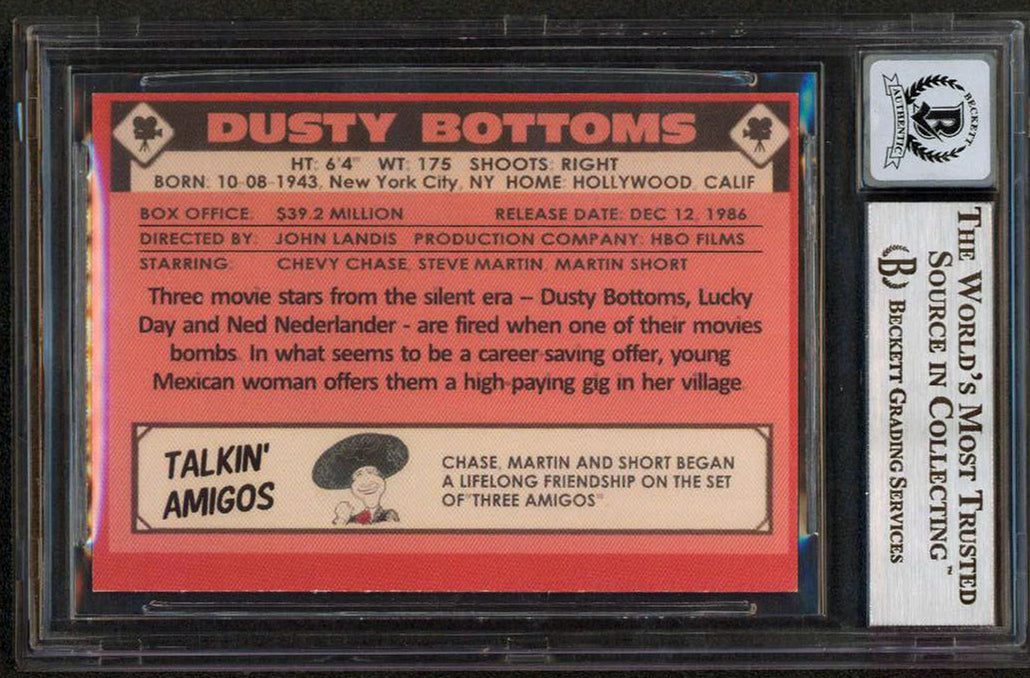 DUSTY BOTTOMS
HT: 6'4" WT: 175 SHOOTS: RIGHT
BORN: 10-08-1943, New York City, NY HOME: HOLLYWOOD, CALIF
BOX OFFICE: $39.2 MILLION RELEASE DATE: DEC 12, 1986
DIRECTED BY: JOHN LANDIS PRODUCTION COMPANY: HBO FILMS
STARRING: CHEVY CHASE, STEVE MARTIN, MARTIN SHORT
Three movie stars from the silent era – Dusty Bottoms, Lucky
Day and Ned Nederlander - are fired when one of their movies
bombs. In what seems to be a career-saving offer, young
Mexican woman offers them a high-paying gig in her village.
TALKIN'
AMIGOS
CHASE, MARTIN AND SHORT BEGAN
A LIFELONG FRIENDSHIP ON THE SET
OF "THREE AMIGOS"
BECKETT
B
AUTHENTIC
THE WORLD'S MOST TRUSTED
SOURCE IN COLLECTING™
B BECKETT GRADING SERVICES